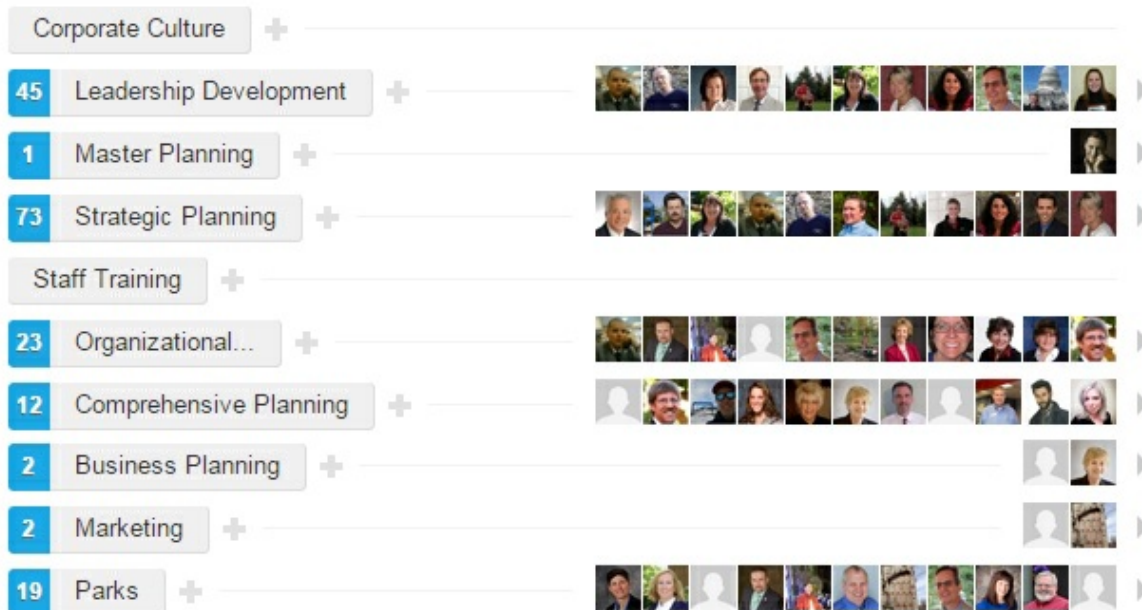 Corporate Culture
45 Leadership Development
1 Master Planning
73 Strategic Planning
Staff Training
23 Organizational...
12 Comprehensive Planning
2 Business Planning
2 Marketing
19 Parks